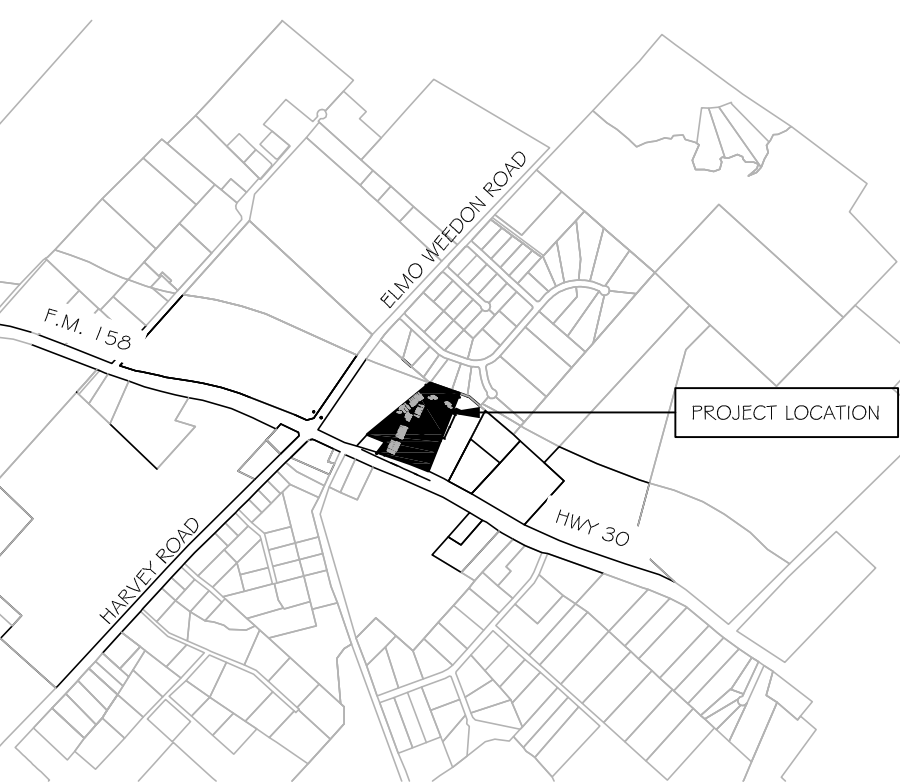 ELMO WEEDON ROAD
F.M. 158
PROJECT LOCATION
HWY 30
HARVEY ROAD